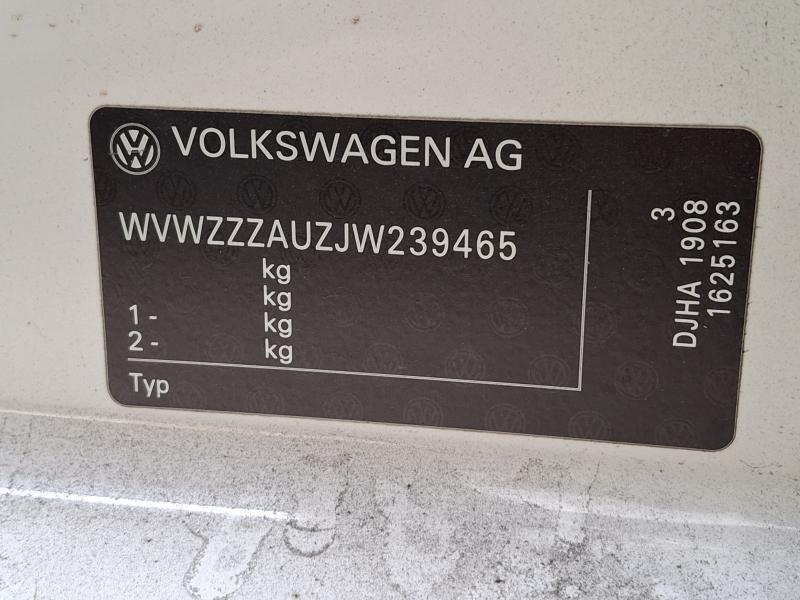 VOLKSWAGEN AG
WVWZZZAUZJW239465
kg
kg
1 - kg
2 - kg
Typ
3
DJHA 1908
1625163